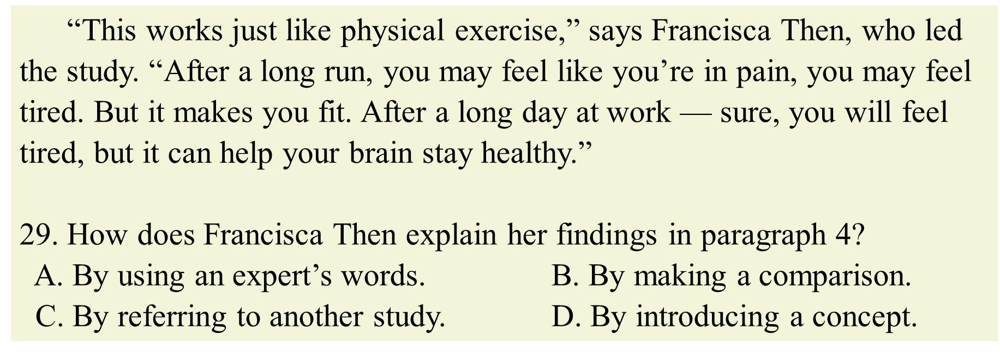 “This works just like physical exercise,” says Francisca Then, who led
the study. “After a long run, you may feel like you’re in pain, you may feel
tired. But it makes you fit. After a long day at work — sure, you will feel
tired, but it can help your brain stay healthy.”
29. How does Francisca Then explain her findings in paragraph 4?
A. By using an expert’s words. B. By making a comparison.
C. By referring to another study. D. By introducing a concept.